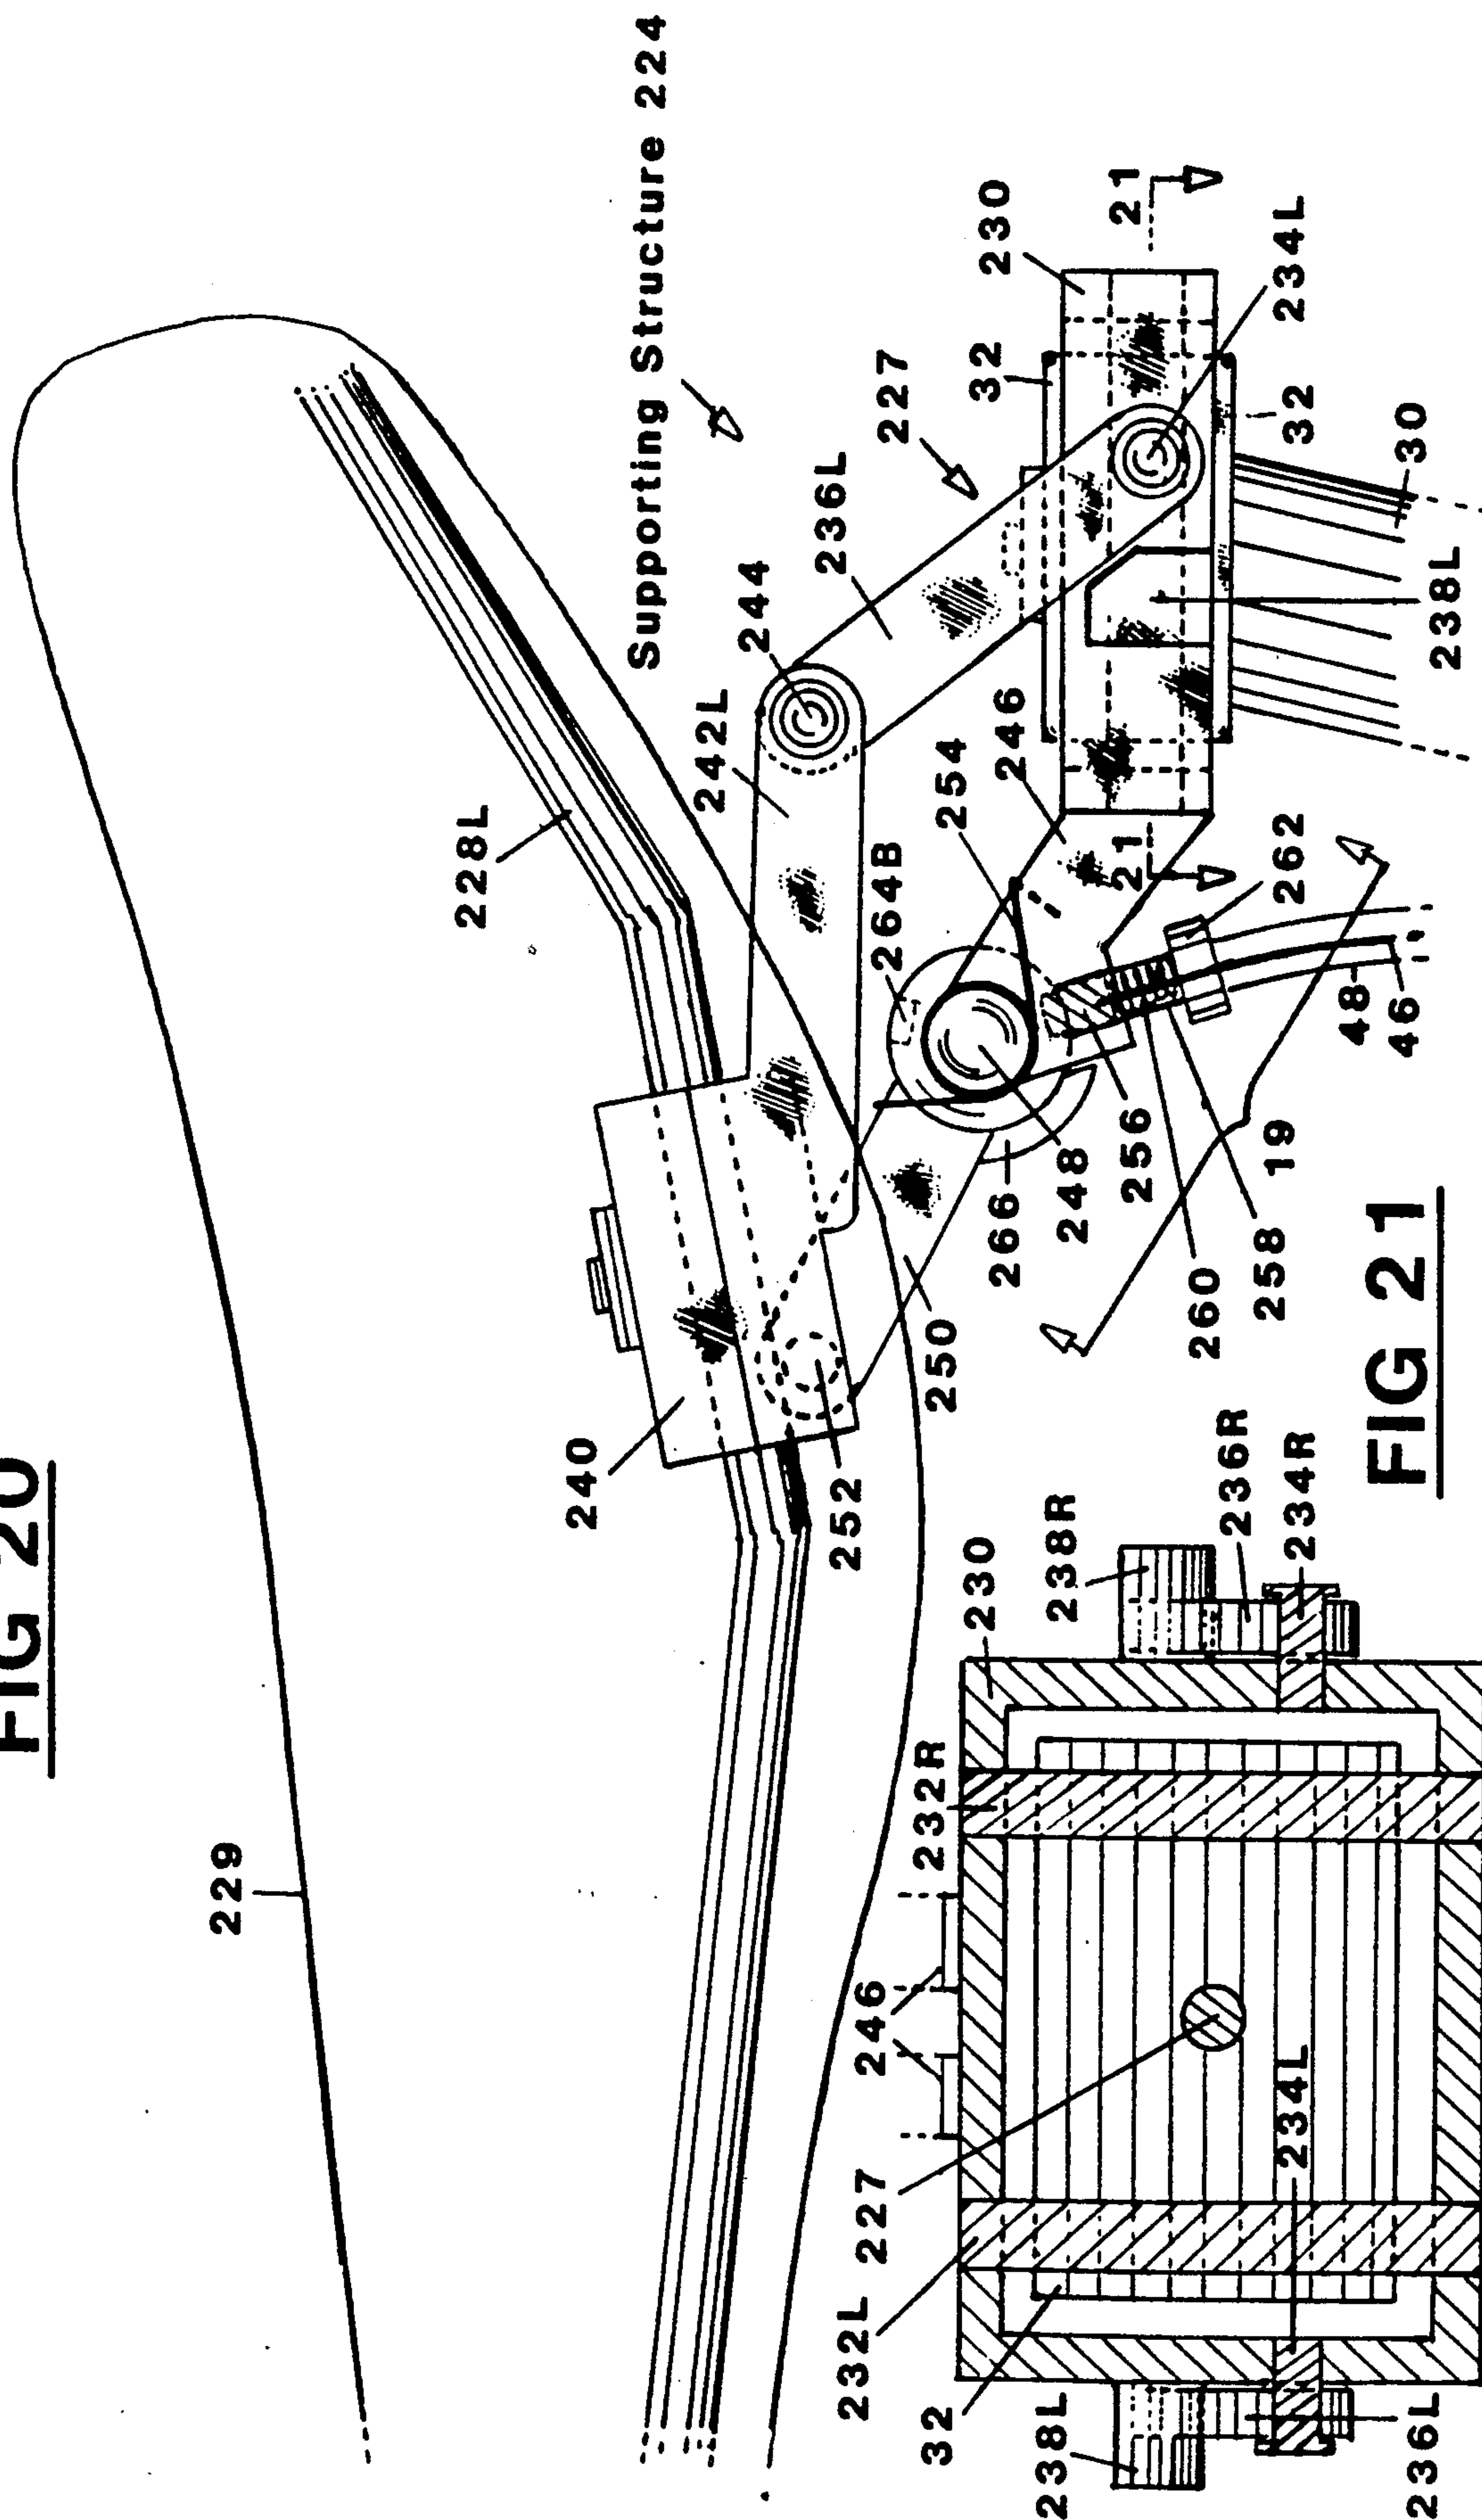 FIG 20
229
Supporting Structure 224
228L
240
242L
244
236L
227
32
230
21
234L
32
30
238L
246
254
264B
21
262
48
46
252
250
266
248
256
260
258
19
FIG 21
230
238R
236R
234R
232R
246
227
232L
32
238L
234L
236L